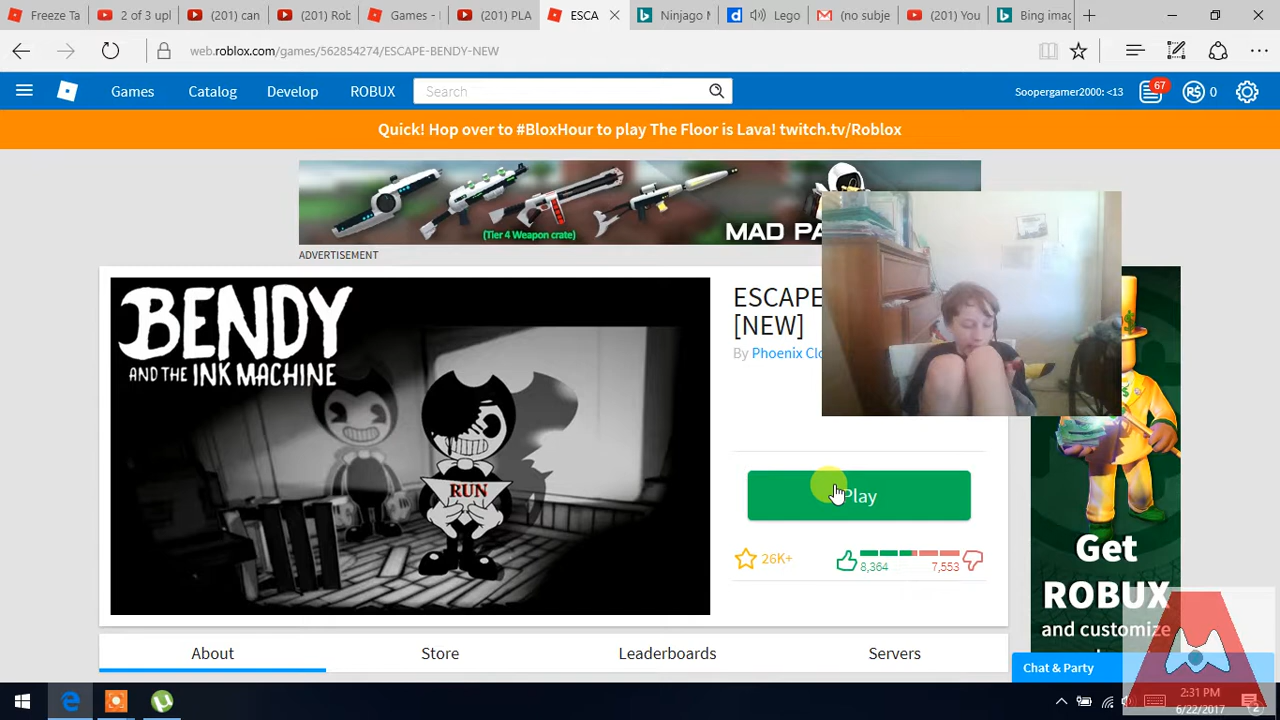 Freeze Ta
2 of 3 upl
(201) can
(201) Rob
Games -
(201) PLA
ESCA
Ninjago M
Lego
(no subje
(201) You
Bing imag
web.roblox.com/games/562854274/ESCAPE-BENDY-NEW
Games
Catalog
Develop
ROBUX
Search
Soopergamer2000: <13
67
R$ 0
Quick! Hop over to #BloxHour to play The Floor is Lava! twitch.tv/Roblox
(Tier 4 Weapon crate)
MAD PA
ADVERTISEMENT
BENDY
AND THE INK MACHINE
RUN
ESCAPE
[NEW]
By Phoenix Clo
Play
26K+
8,364
7,553
Get
ROBUX
and customize
About
Store
Leaderboards
Servers
Chat & Party
2:31 PM
6/22/2017
2